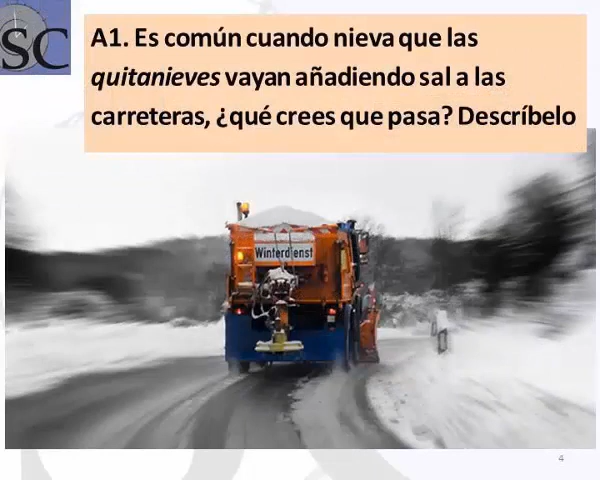 SC
A1. Es común cuando nieva que las
quitanieves vayan añadiendo sal a las
carreteras, ¿qué crees que pasa? Descríbelo
Winterdienst
4